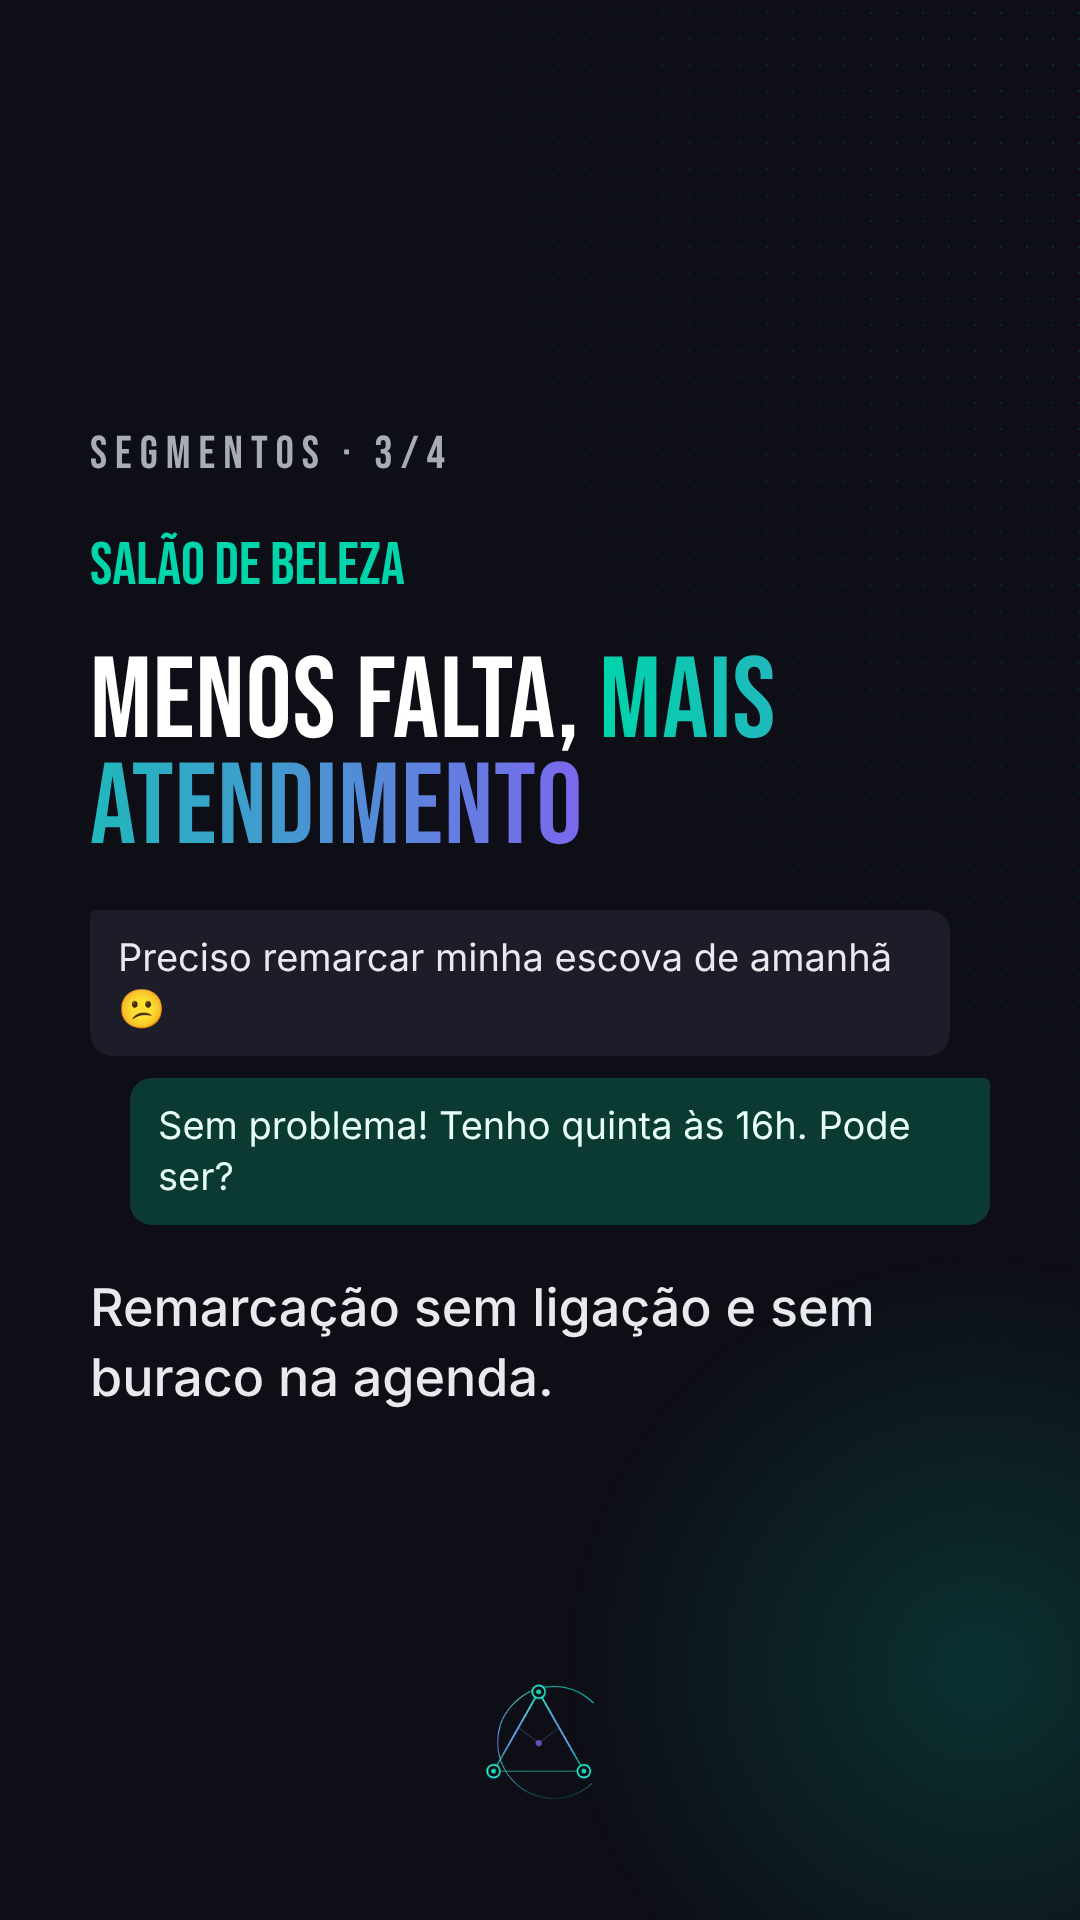 SEGMENTOS · 3/4
SALÃO DE BELEZA
MENOS FALTA, MAIS
ATENDIMENTO
Preciso remarcar minha escova de amanhã
😕
Sem problema! Tenho quinta às 16h. Pode
ser?
Remarcação sem ligação e sem
buraco na agenda.